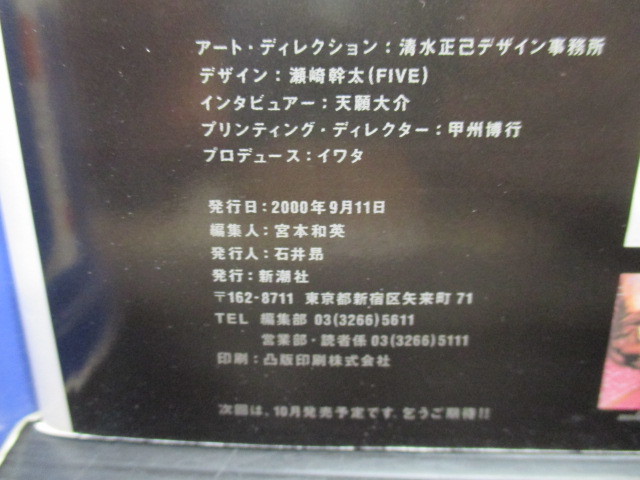 アート・ディレクション：清水正己デザイン事務所
デザイン：瀬崎幹太(FIVE)
インタビュアー：天願大介
プリンティング・ディレクター：甲州博行
プロデュース：イワタ
発行日：2000年9月11日
編集人：宮本和英
発行人：石井昂
発行：新潮社
〒162-8711 東京都新宿区矢来町71
TEL 編集部 03(3266)5611
営業部・読者係 03(3266)5111
印刷：凸版印刷株式会社
次回は、10月発売予定です。乞うご期待!!